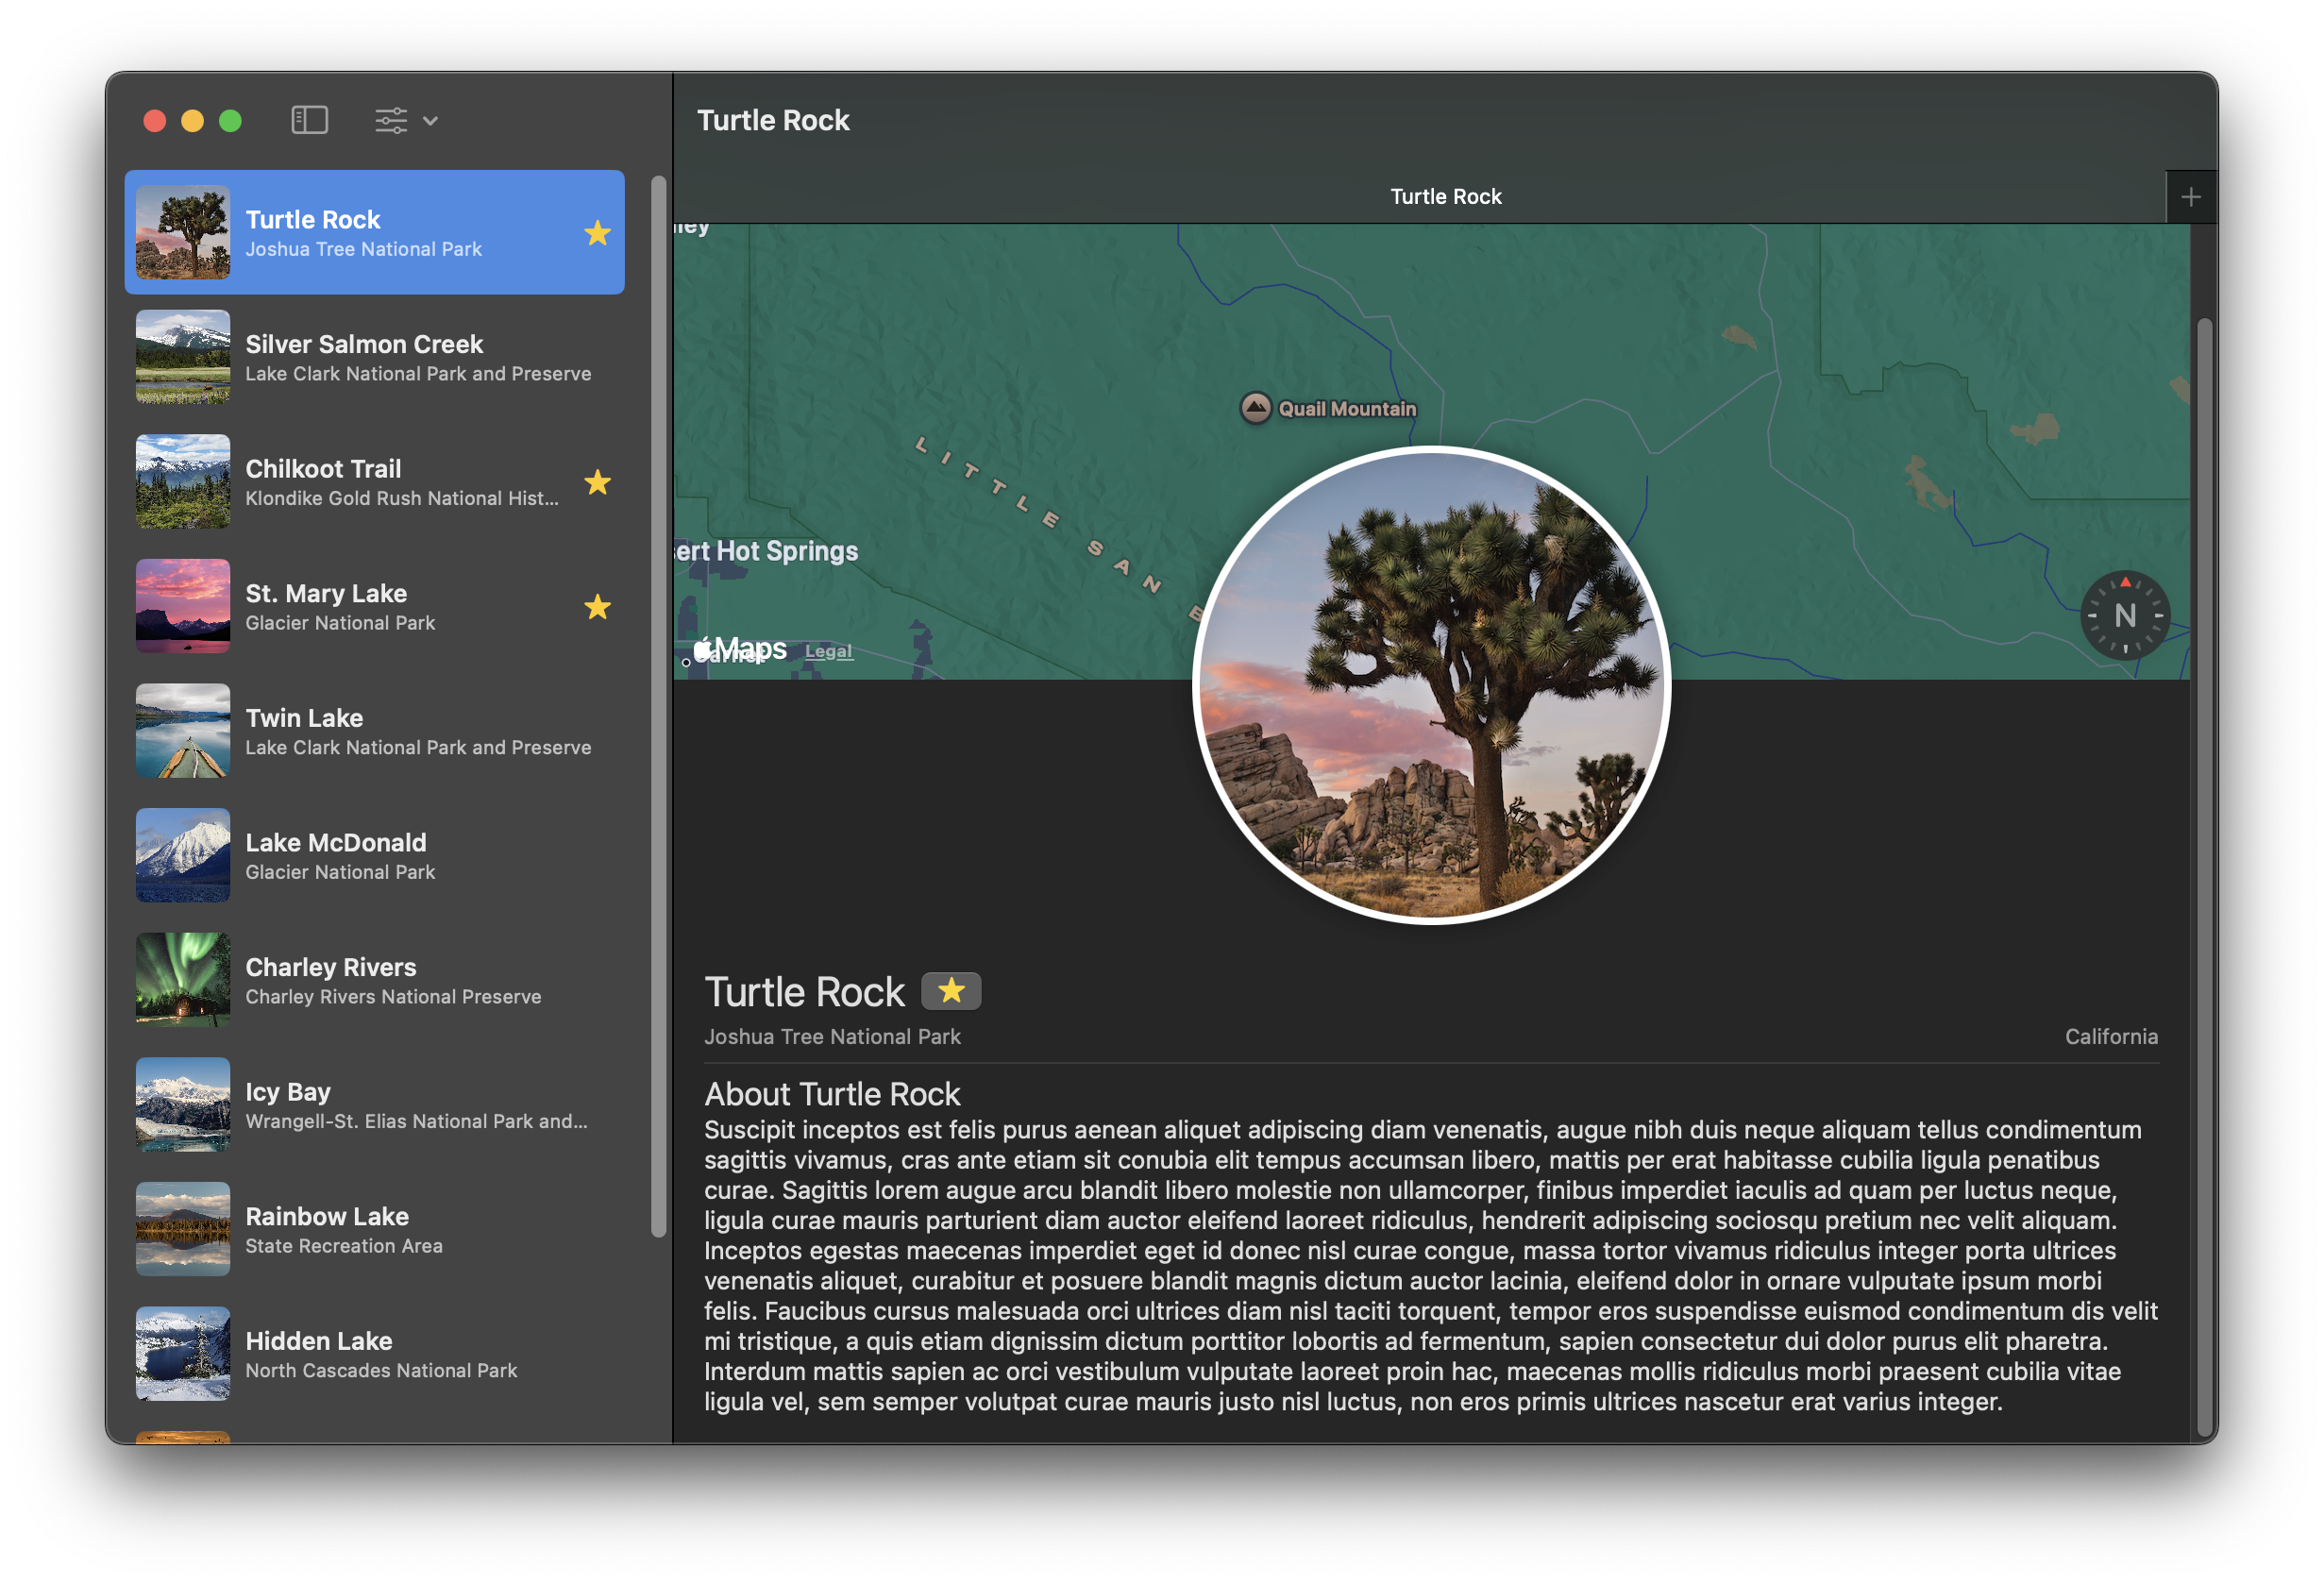 Turtle Rock
Joshua Tree National Park
Silver Salmon Creek
Lake Clark National Park and Preserve
Chilkoot Trail
Klondike Gold Rush National Hist...
St. Mary Lake
Glacier National Park
Twin Lake
Lake Clark National Park and Preserve
Lake McDonald
Glacier National Park
Charley Rivers
Charley Rivers National Preserve
Icy Bay
Wrangell-St. Elias National Park and...
Rainbow Lake
State Recreation Area
Hidden Lake
North Cascades National Park
Turtle Rock
Turtle Rock
Quail Mountain
LITTLE SAN
ert Hot Springs
Maps Legal
N
Turtle Rock
Joshua Tree National Park
California
About Turtle Rock
Suscipit inceptos est felis purus aenean aliquet adipiscing diam venenatis, augue nibh duis neque aliquam tellus condimentum
sagittis vivamus, cras ante etiam sit conubia elit tempus accumsan libero, mattis per erat habitasse cubilia ligula penatibus
curae. Sagittis lorem augue arcu blandit libero molestie non ullamcorper, finibus imperdiet iaculis ad quam per luctus neque,
ligula curae mauris parturient diam auctor eleifend laoreet ridiculus, hendrerit adipiscing sociosqu pretium nec velit aliquam.
Inceptos egestas maecenas imperdiet eget id donec nisl curae congue, massa tortor vivamus ridiculus integer porta ultrices
venenatis aliquet, curabitur et posuere blandit magnis dictum auctor lacinia, eleifend dolor in ornare vulputate ipsum morbi
felis. Faucibus cursus malesuada orci ultrices diam nisl taciti torquent, tempor eros suspendisse euismod condimentum dis velit
mi tristique, a quis etiam dignissim dictum porttitor lobortis ad fermentum, sapien consectetur dui dolor purus elit pharetra.
Interdum mattis sapien ac orci vestibulum vulputate laoreet proin hac, maecenas mollis ridiculus morbi praesent cubilia vitae
ligula vel, sem semper volutpat curae mauris justo nisl luctus, non eros primis ultrices nascetur erat varius integer.